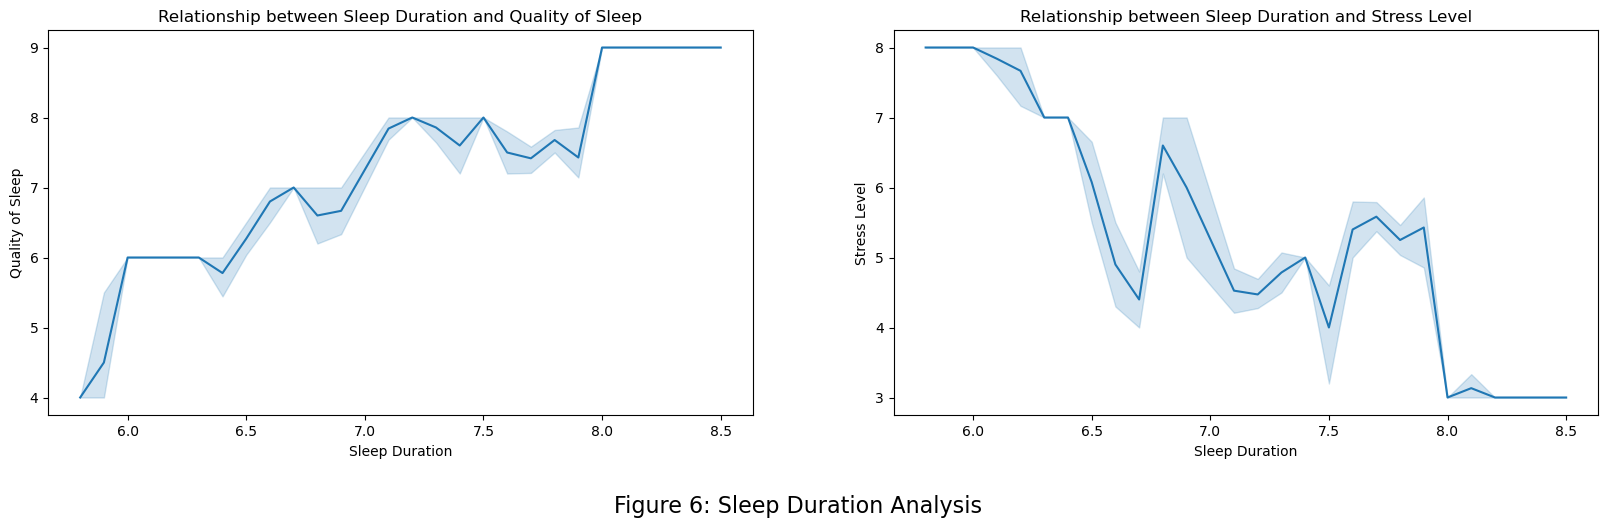 Relationship between Sleep Duration and Quality of Sleep
9
8
7
6
5
4
Quality of Sleep
6.0 6.5 7.0 7.5 8.0 8.5
Sleep Duration
Relationship between Sleep Duration and Stress Level
8
7
6
5
4
3
Stress Level
6.0 6.5 7.0 7.5 8.0 8.5
Sleep Duration
Figure 6: Sleep Duration Analysis